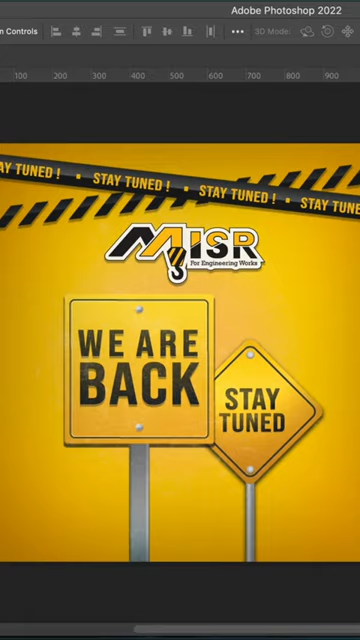 Adobe Photoshop 2022
m Controls
3D Mode:
100 200 300 400 500 600 700 800 900
AY TUNED ! STAY TUNED ! STAY TUNED ! STAY TUNE
MISR
For Engineering Works
WE ARE
BACK
STAY
TUNED